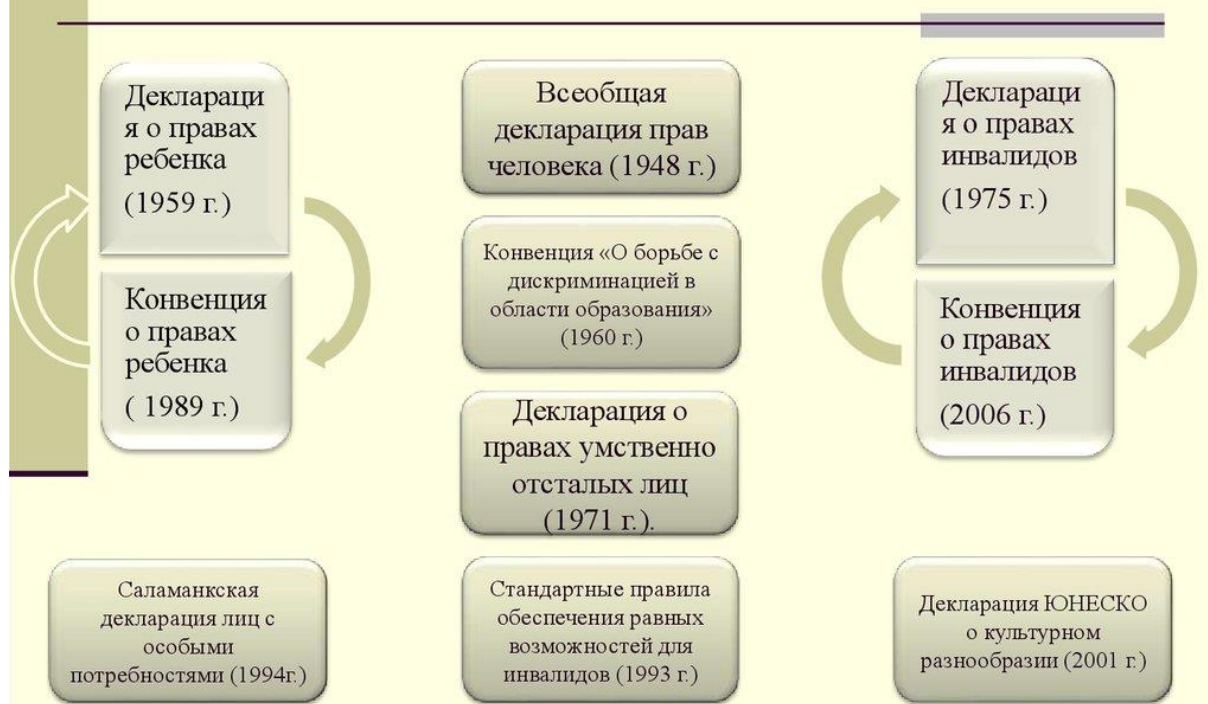 Деклараци
я о правах
ребенка
(1959 г.)
Конвенция
о правах
ребенка
( 1989 г.)
Всеобщая
декларация прав
человека (1948 г.)
Конвенция «О борьбе с
дискриминацией в
области образования»
(1960 г.)
Декларация о
правах умственно
отсталых лиц
(1971 г.).
Деклараци
я о правах
инвалидов
(1975 г.)
Конвенция
о правах
инвалидов
(2006 г.)
Саламанкская
декларация лиц с
особыми
потребностями (1994г.)
Стандартные правила
обеспечения равных
возможностей для
инвалидов (1993 г.)
Декларация ЮНЕСКО
о культурном
разнообразии (2001 г.)